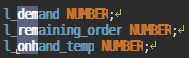 l_demand NUMBER;
l_remaining_order NUMBER;
l_onhand_temp NUMBER;